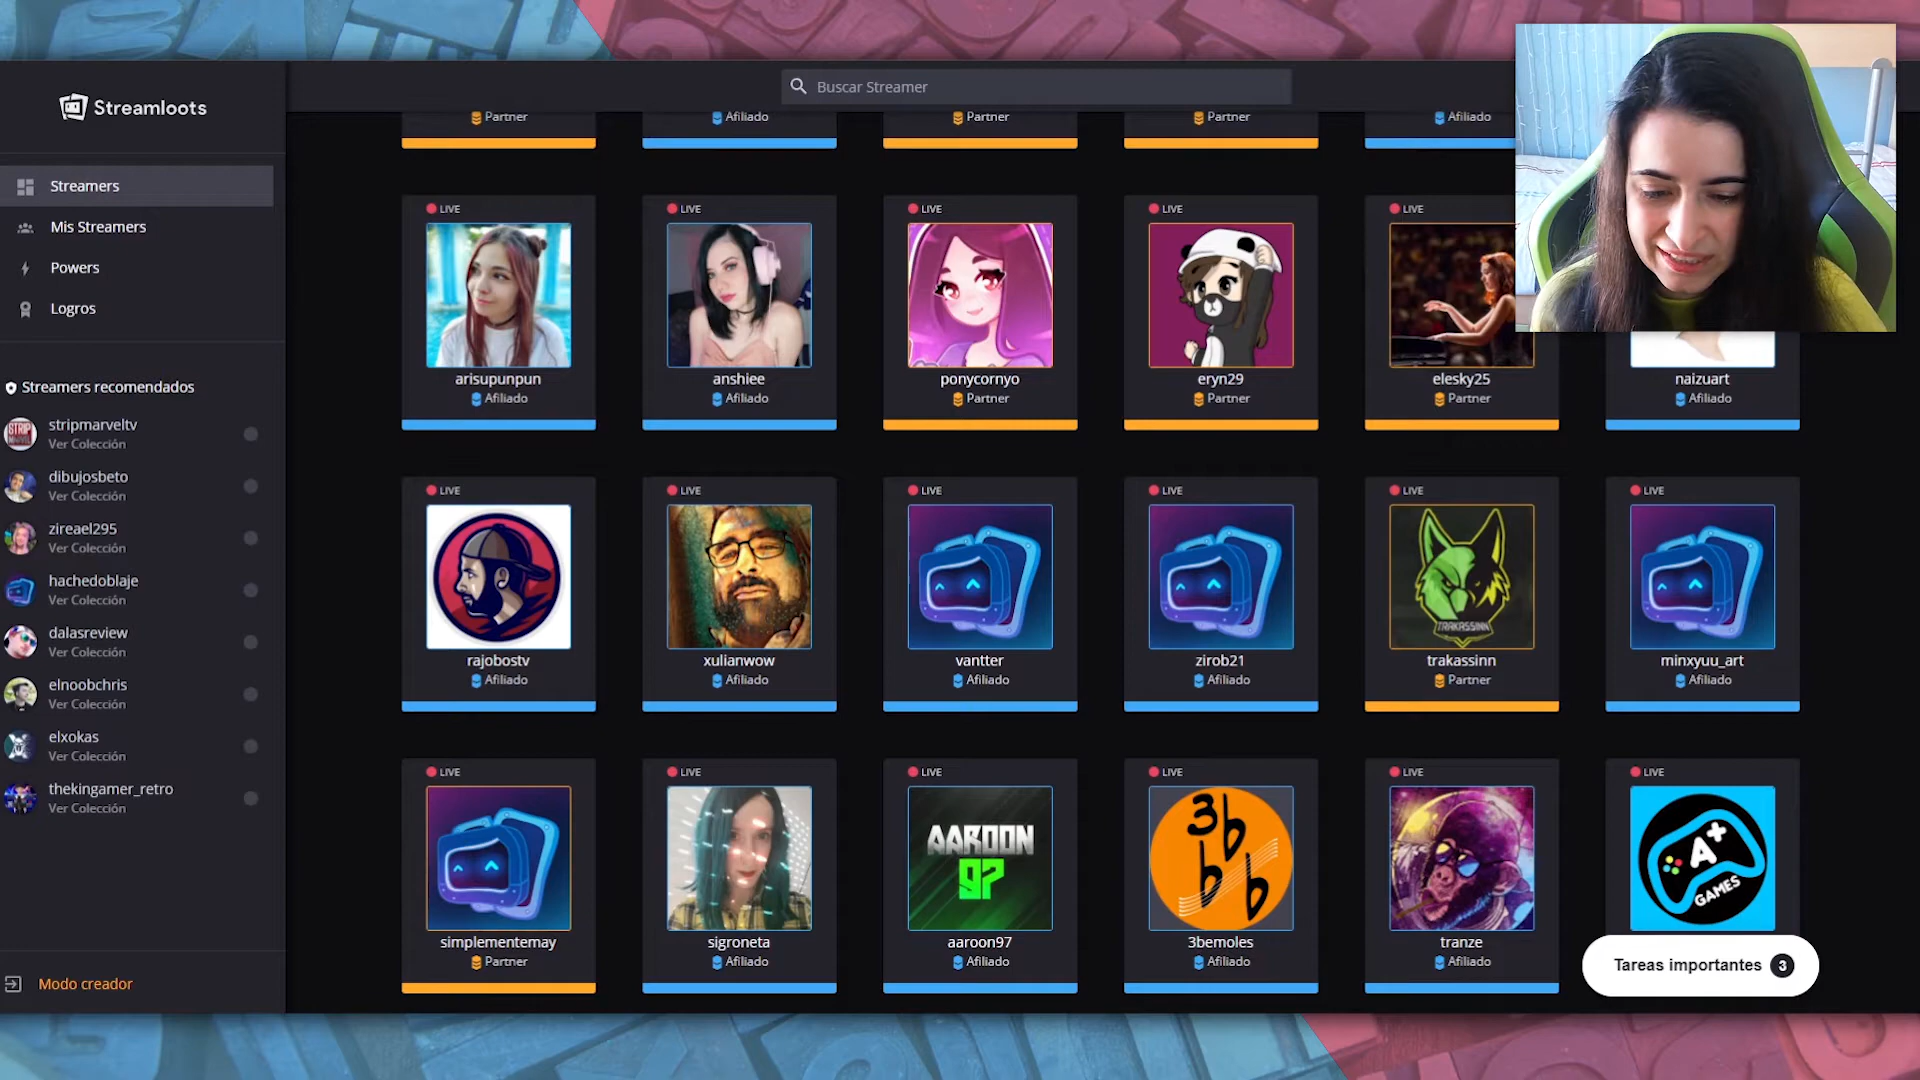 Streamloots
Buscar Streamer
Streamers
Mis Streamers
Powers
Logros
Streamers recomendados
stripmarveltv
Ver Colección
dibujosbeto
Ver Colección
zireael295
Ver Colección
hachedoblaje
Ver Colección
dalasreview
Ver Colección
elnoobchris
Ver Colección
elxokas
Ver Colección
thekingamer_retro
Ver Colección
Modo creador
Partner
Afiliado
Partner
Partner
Afiliado
LIVE
LIVE
LIVE
LIVE
LIVE
arisupunpun
anshiee
ponycornyo
eryn29
elesky25
naizuart
Afiliado
Afiliado
Partner
Partner
Partner
Afiliado
LIVE
LIVE
LIVE
LIVE
LIVE
LIVE
TRAKASSINN
rajobostv
xulianwow
vantter
zirob21
trakassinn
minxyuu_art
Afiliado
Afiliado
Afiliado
Afiliado
Partner
Afiliado
LIVE
LIVE
LIVE
LIVE
LIVE
LIVE
AAROON
97
3b
b b
A+
GAMES
simplementemay
sigroneta
aaroon97
3bemoles
tranze
Partner
Afiliado
Afiliado
Afiliado
Afiliado
Tareas importantes 3